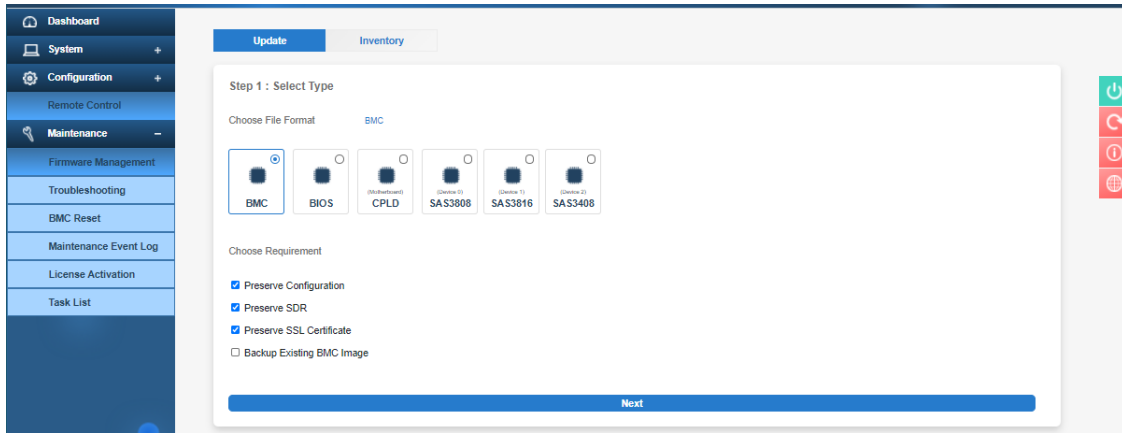 Dashboard
System +
Configuration +
Remote Control
Maintenance −
Firmware Management
Troubleshooting
BMC Reset
Maintenance Event Log
License Activation
Task List
Update Inventory
Step 1 : Select Type
Choose File Format BMC
(Motherboard) (Device 0) (Device 1) (Device 2)
BMC BIOS CPLD SAS3808 SAS3816 SAS3408
Choose Requirement
Preserve Configuration
Preserve SDR
Preserve SSL Certificate
Backup Existing BMC Image
Next